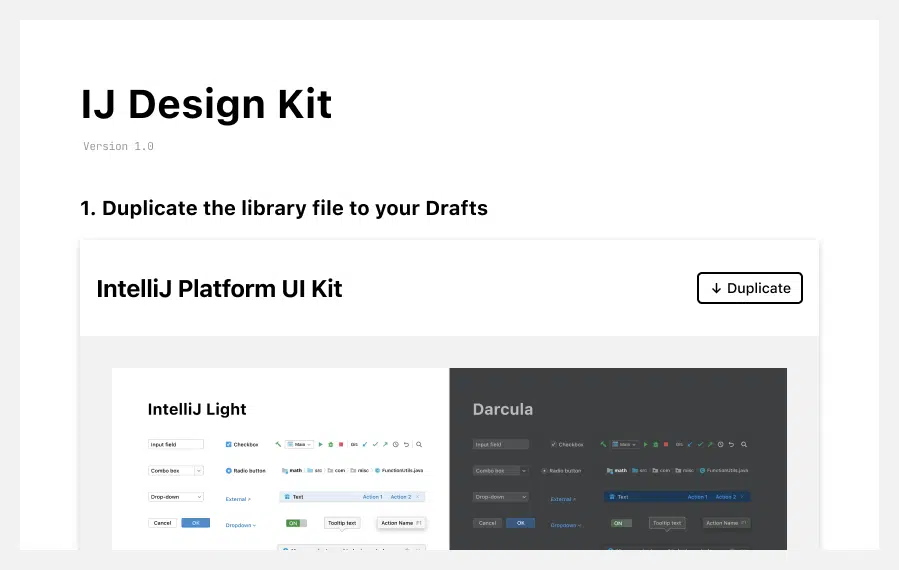 IJ Design Kit
Version 1.0
1. Duplicate the library file to your Drafts
IntelliJ Platform UI Kit
↓ Duplicate
IntelliJ Light
Input field
Checkbox
Main
Git:
Combo box
Radio button
math
src
com
misc
FunctionUtils.java
Drop-down
External
Text
Action 1
Action 2
Cancel
OK
Dropdown
ON
Tooltip text
Action Name
Darcula
Input field
Checkbox
Main
Git:
Combo box
Radio button
math
src
com
misc
FunctionUtils.java
Drop-down
External
Text
Action 1
Action 2
Cancel
OK
Dropdown
ON
Tooltip text
Action Name